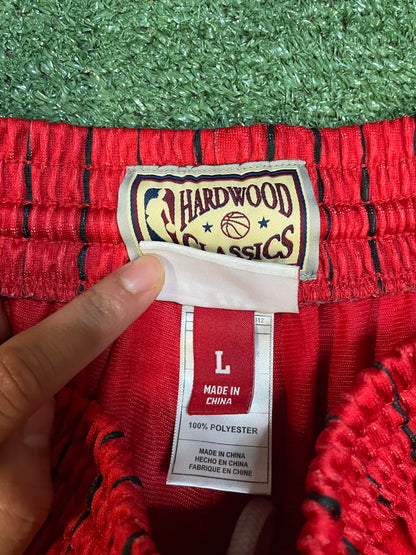 HARDWOOD
CLASSICS
L
MADE IN
CHINA
100% POLYESTER
MADE IN CHINA
HECHO EN CHINA
FABRIQUE EN CHINE